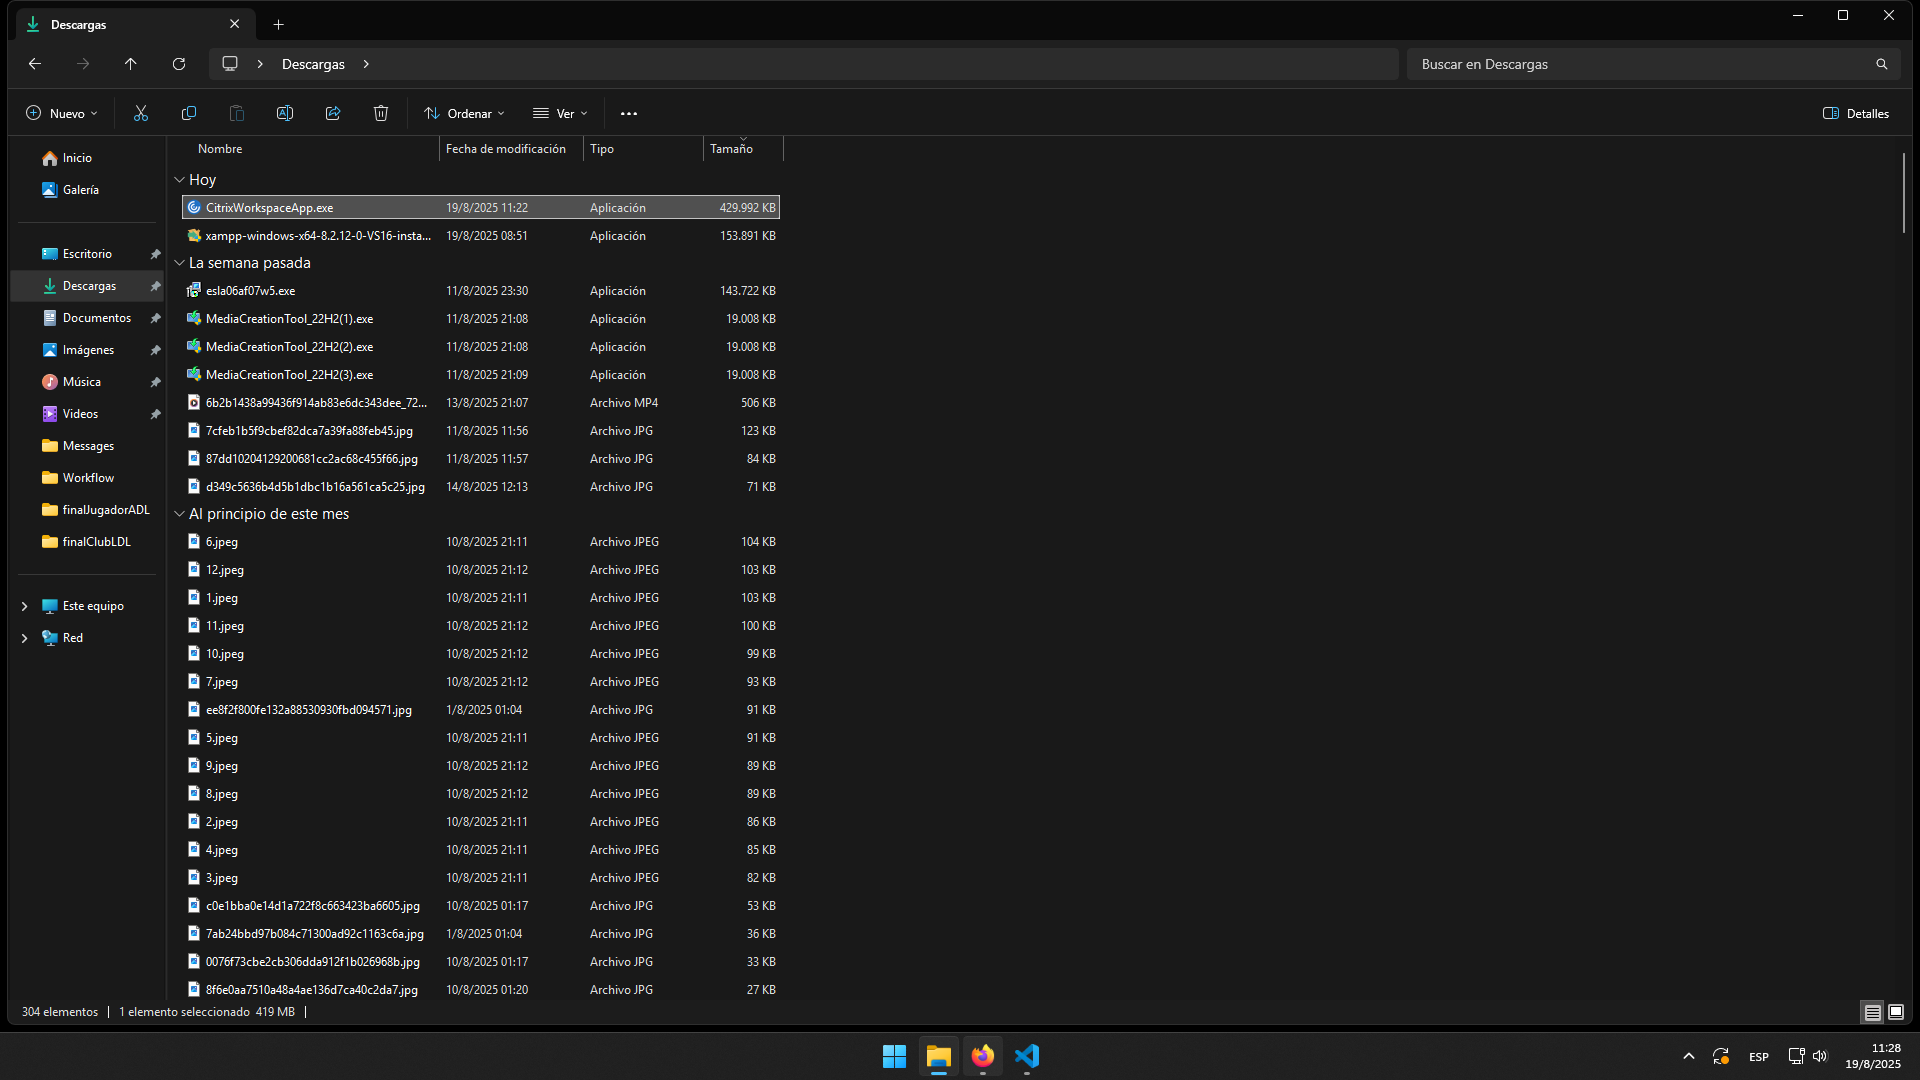 Descargas
Descargas
Buscar en Descargas
Nuevo
Ordenar
Ver
Detalles
Nombre Fecha de modificación Tipo Tamaño
Inicio
Galería
Escritorio
Descargas
Documentos
Imágenes
Música
Videos
Messages
Workflow
finalJugadorADL
finalClubLDL
Este equipo
Red
Hoy
CitrixWorkspaceApp.exe 19/8/2025 11:22 Aplicación 429.992 KB
xampp-windows-x64-8.2.12-0-VS16-insta... 19/8/2025 08:51 Aplicación 153.891 KB
La semana pasada
esla06af07w5.exe 11/8/2025 23:30 Aplicación 143.722 KB
MediaCreationTool_22H2(1).exe 11/8/2025 21:08 Aplicación 19.008 KB
MediaCreationTool_22H2(2).exe 11/8/2025 21:08 Aplicación 19.008 KB
MediaCreationTool_22H2(3).exe 11/8/2025 21:09 Aplicación 19.008 KB
6b2b1438a99436f914ab83e6dc343dee_72... 13/8/2025 21:07 Archivo MP4 506 KB
7cfeb1b5f9cbef82dca7a39fa88feb45.jpg 11/8/2025 11:56 Archivo JPG 123 KB
87dd10204129200681cc2ac68c455f66.jpg 11/8/2025 11:57 Archivo JPG 84 KB
d349c5636b4d5b1dbc1b16a561ca5c25.jpg 14/8/2025 12:13 Archivo JPG 71 KB
Al principio de este mes
6.jpeg 10/8/2025 21:11 Archivo JPEG 104 KB
12.jpeg 10/8/2025 21:12 Archivo JPEG 103 KB
1.jpeg 10/8/2025 21:11 Archivo JPEG 103 KB
11.jpeg 10/8/2025 21:12 Archivo JPEG 100 KB
10.jpeg 10/8/2025 21:12 Archivo JPEG 99 KB
7.jpeg 10/8/2025 21:12 Archivo JPEG 93 KB
ee8f2f800fe132a88530930fbd094571.jpg 1/8/2025 01:04 Archivo JPG 91 KB
5.jpeg 10/8/2025 21:11 Archivo JPEG 91 KB
9.jpeg 10/8/2025 21:12 Archivo JPEG 89 KB
8.jpeg 10/8/2025 21:12 Archivo JPEG 89 KB
2.jpeg 10/8/2025 21:11 Archivo JPEG 86 KB
4.jpeg 10/8/2025 21:11 Archivo JPEG 85 KB
3.jpeg 10/8/2025 21:11 Archivo JPEG 82 KB
c0e1bba0e14d1a722f8c663423ba6605.jpg 10/8/2025 01:17 Archivo JPG 53 KB
7ab24bbd97b084c71300ad92c1163c6a.jpg 1/8/2025 01:04 Archivo JPG 36 KB
0076f73cbe2cb306dda912f1b026968b.jpg 10/8/2025 01:17 Archivo JPG 33 KB
8f6e0aa7510a48a4ae136d7ca40c2da7.jpg 10/8/2025 01:20 Archivo JPG 27 KB
304 elementos 1 elemento seleccionado 419 MB
ESP
11:28
19/8/2025